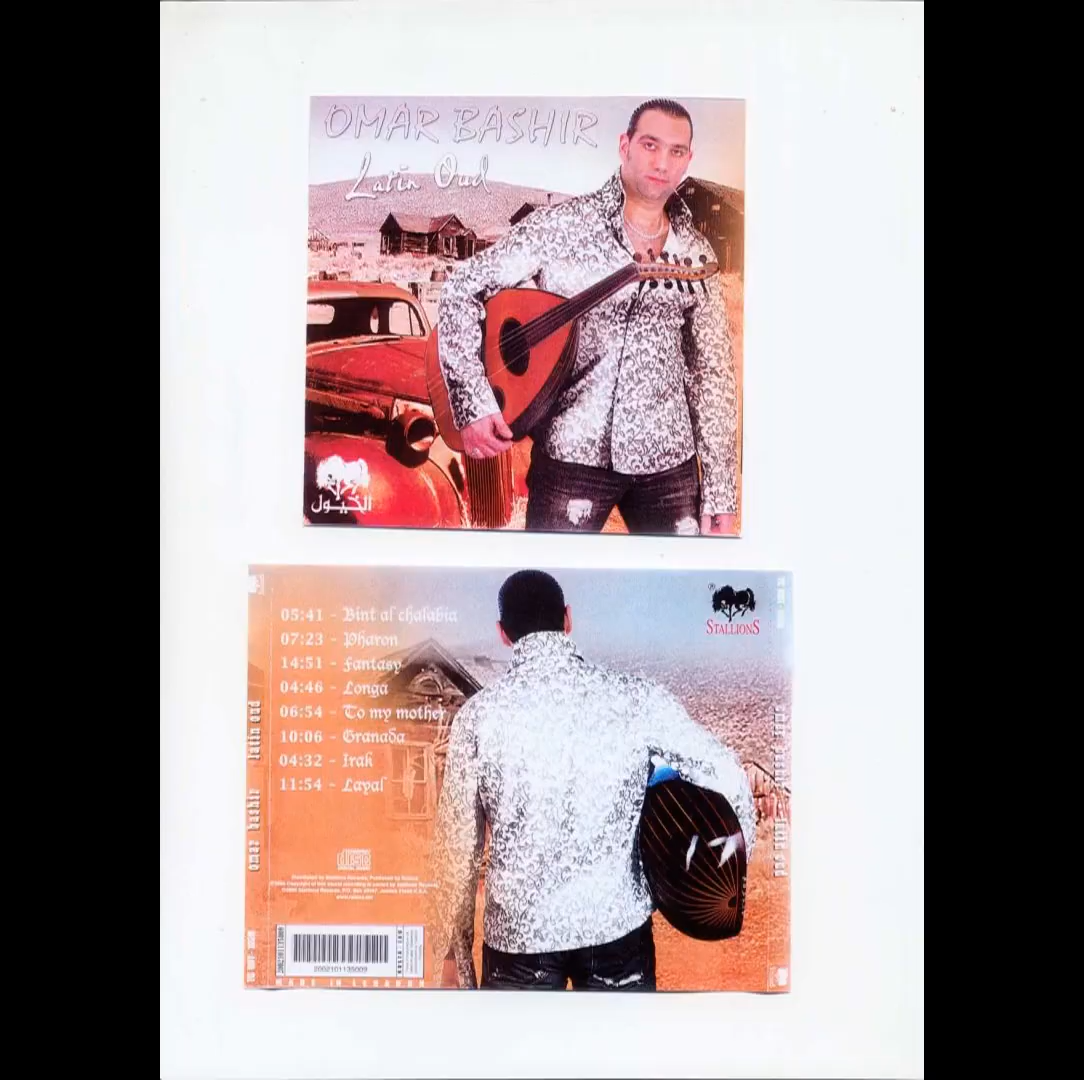 OMAR BASHIR
Latin Oud
الخيول
STALLIONS
05:41 - Bint al chalabia
07:23 - Pharon
14:51 - Fantasy
04:46 - Longa
06:54 - To my mother
10:06 - Granada
04:32 - Irak
11:54 - Layal
omar bashir latin oud
omar bashir latin oud
2002101135009
MADE IN LEBANON